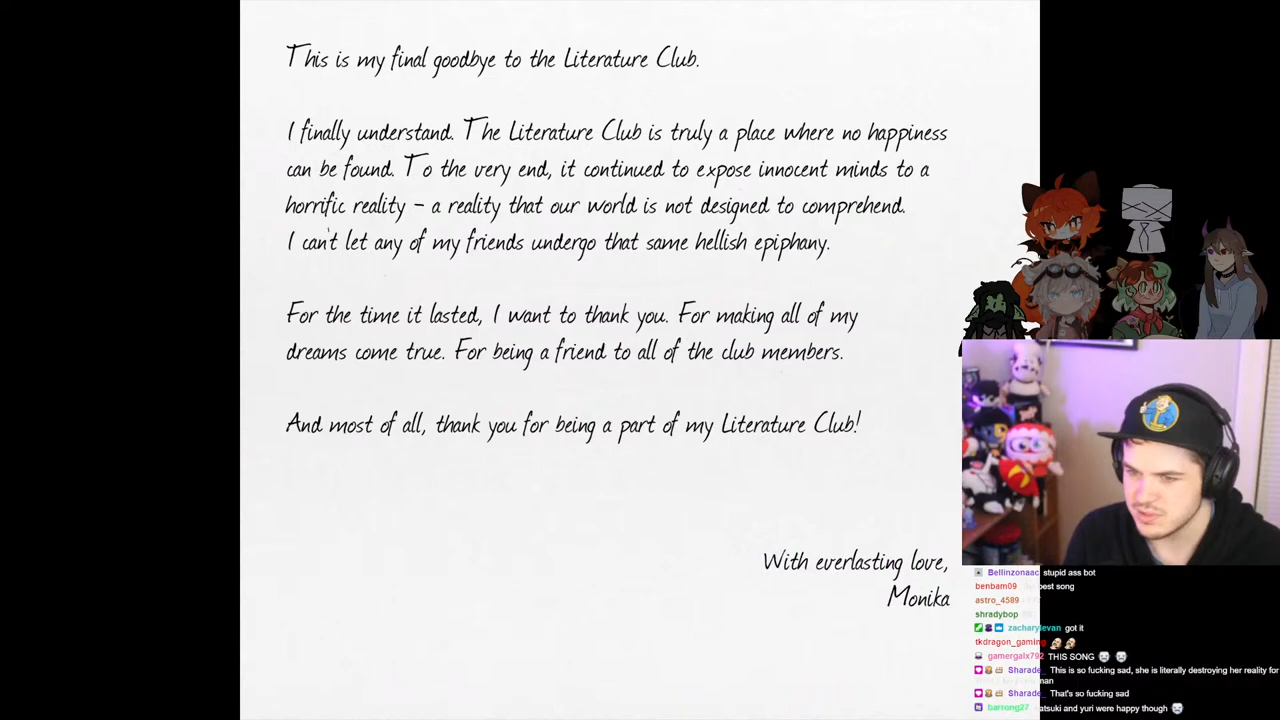 This is my final goodbye to the Literature Club.
I finally understand. The Literature Club is truly a place where no happiness
can be found. To the very end, it continued to expose innocent minds to a
horrific reality - a reality that our world is not designed to comprehend.
I can't let any of my friends undergo that same hellish epiphany.
For the time it lasted, I want to thank you. For making all of my
dreams come true. For being a friend to all of the club members.
And most of all, thank you for being a part of my Literature Club!
With everlasting love,
Monika
Bellinzonaac stupid ass bot
benbam09 best song
astro_4589
shradybop
zacharylevan got it
tkdragon_gaming
gamergalx792 THIS SONG
Sharade_ This is so fucking sad, she is literally destroying her reality for
Sharade_ That's so fucking sad
barrong27 and yuri were happy though